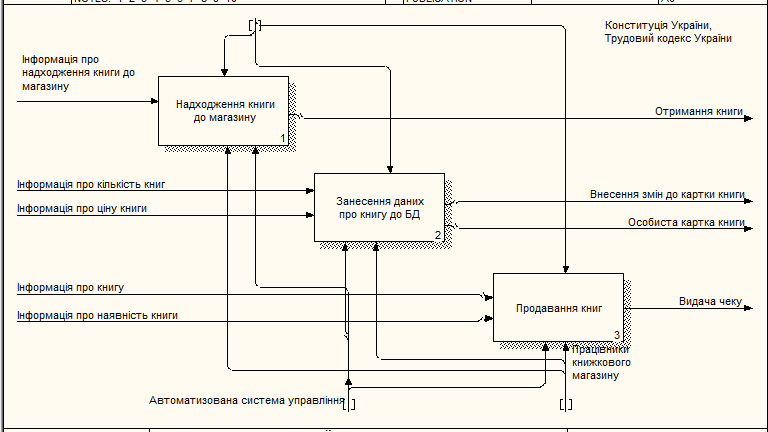 Конституція України,
Трудовий кодекс України
Інформація про
надходження книги до
магазину
Надходження книги
до магазину
1
Отримання книги
Інформація про кількість книг
Інформація про ціну книги
Занесення даних
про книгу до БД
2
Внесення змін до картки книги
Особиста картка книги
Інформація про книгу
Інформація про наявність книги
Продавання книг
3
Видача чеку
Працівники
книжкового
магазину
Автоматизована система управління